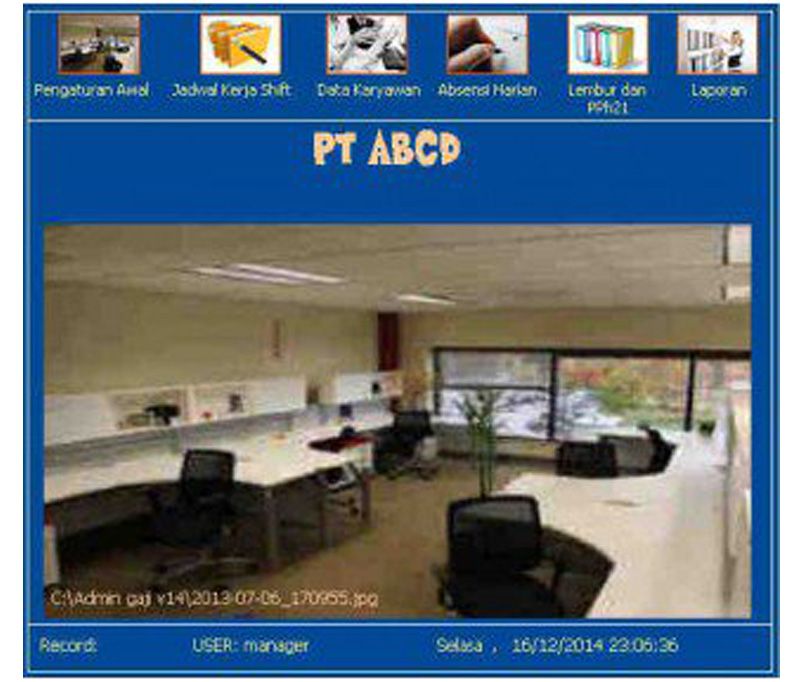 Pengaturan Awal
Jadwal Kerja Shift
Data Karyawan
Absensi Harian
Lembur dan
PPh21
Laporan
PT ABCD
C:\Admin gaji v14\2013-07-06_170955.jpg
Record:
USER: manager
Selasa , 16/12/2014 23:06:36